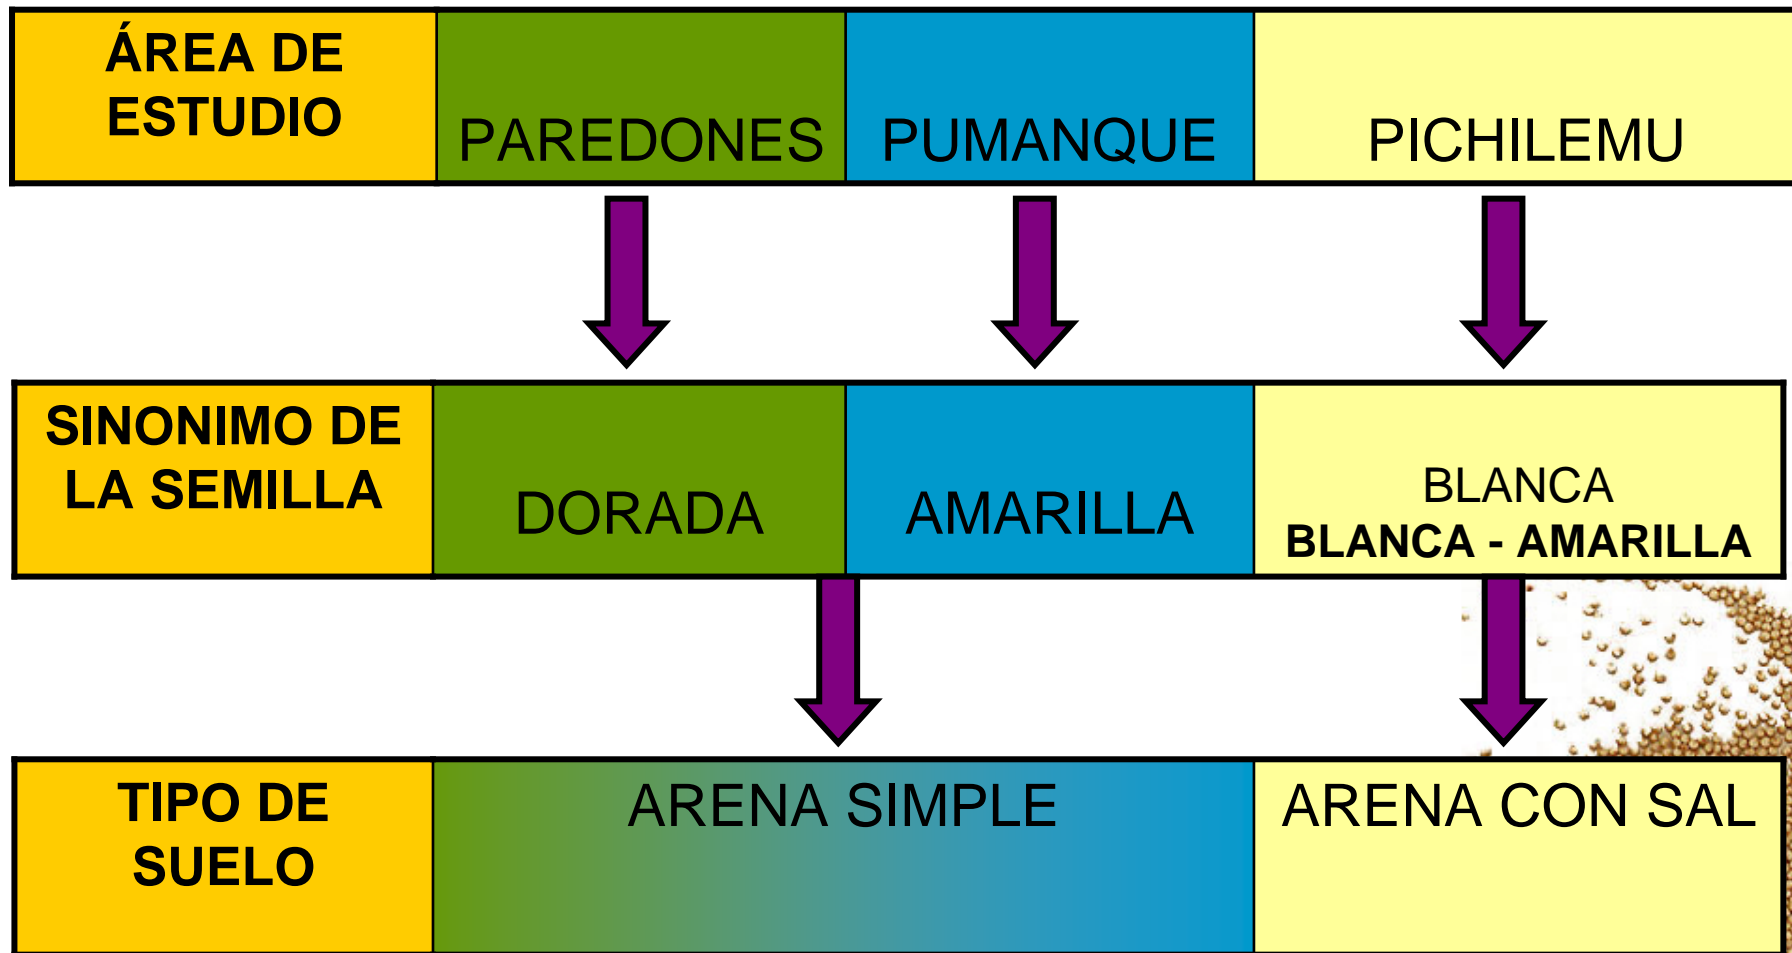 ÁREA DE
ESTUDIO
PAREDONES
PUMANQUE
PICHILEMU
SINONIMO DE
LA SEMILLA
DORADA
AMARILLA
BLANCA
BLANCA - AMARILLA
TIPO DE
SUELO
ARENA SIMPLE
ARENA CON SAL